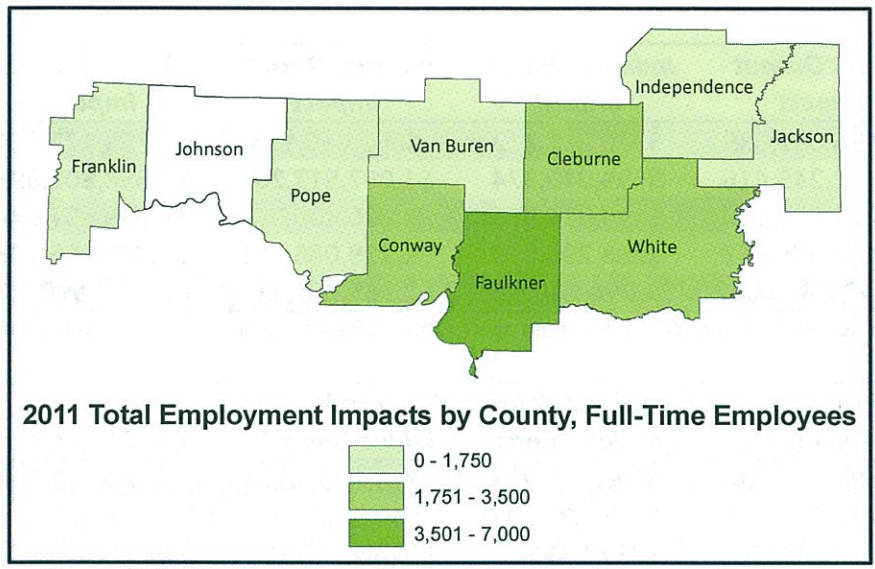 Independence
Jackson
Johnson
Van Buren
Cleburne
Franklin
Pope
Conway
White
Faulkner
2011 Total Employment Impacts by County, Full-Time Employees
0 - 1,750
1,751 - 3,500
3,501 - 7,000